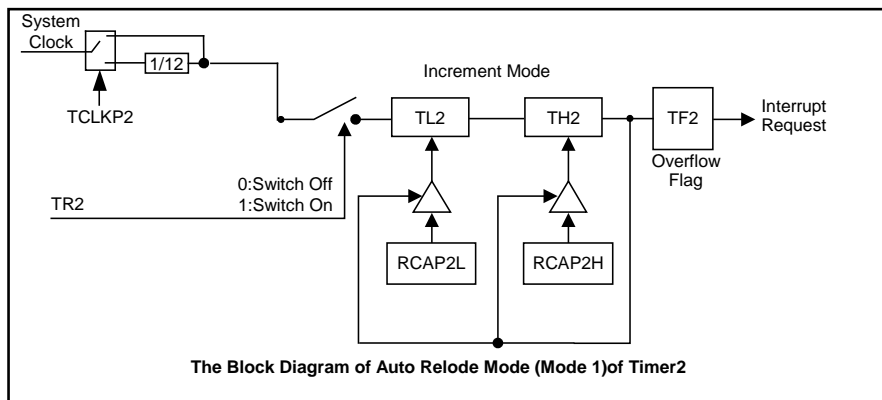 System
Clock
1/12
TCLKP2
Increment Mode
TL2
TH2
TF2
Interrupt
Request
Overflow
Flag
0:Switch Off
1:Switch On
TR2
RCAP2L
RCAP2H
The Block Diagram of Auto Relode Mode (Mode 1)of Timer2